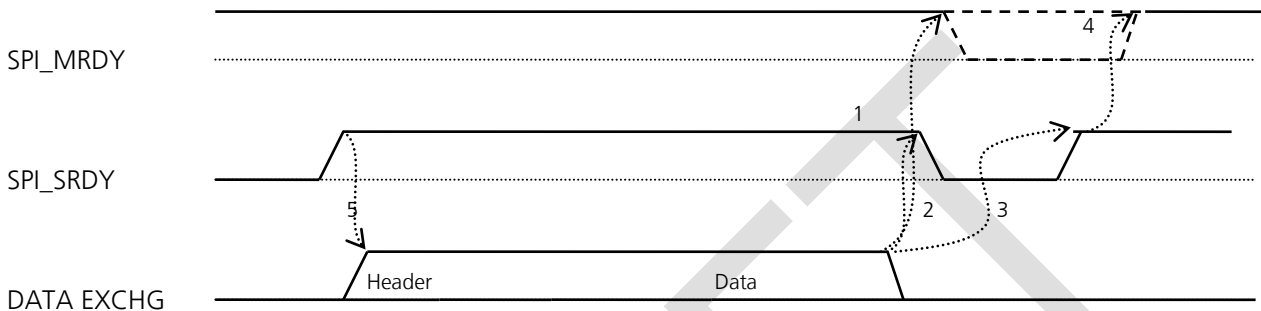 4
SPI_MRDY
1
SPI_SRDY
5
2
3
Header
Data
DATA EXCHG